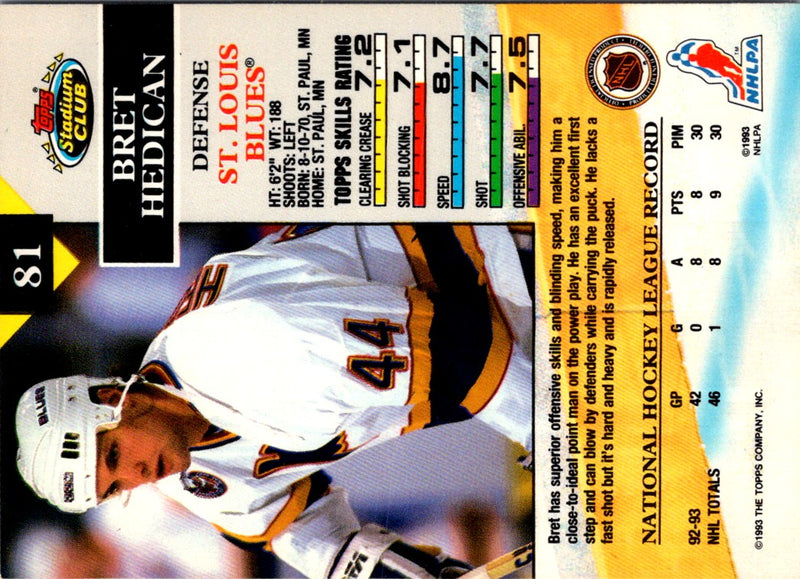 81
TOPPS
Stadium
CLUB
®
BRET
HEDICAN
DEFENSE
ST. LOUIS
BLUES®
HT: 6'2" WT: 188
SHOOTS: LEFT
BORN: 8-10-70, ST. PAUL, MN
HOME: ST. PAUL, MN
TOPPS SKILLS RATING
7.2
CLEARING CREASE
7.1
SHOT BLOCKING
8.7
SPEED
7.7
SHOT
7.5
OFFENSIVE ABIL.
BLUES
44
NHL
NHLPA
TM
©1993
NHLPA
Bret has superior offensive skills and blinding speed, making him a
close-to-ideal point man on the power play. He has an excellent first
step and can blow by defenders while carrying the puck. He lacks a
fast shot but it's hard and heavy and is rapidly released.
NATIONAL HOCKEY LEAGUE RECORD
GP G A PTS PIM
92-93 42 0 8 8 30
NHL TOTALS 46 1 8 9 30
©1993 THE TOPPS COMPANY, INC.